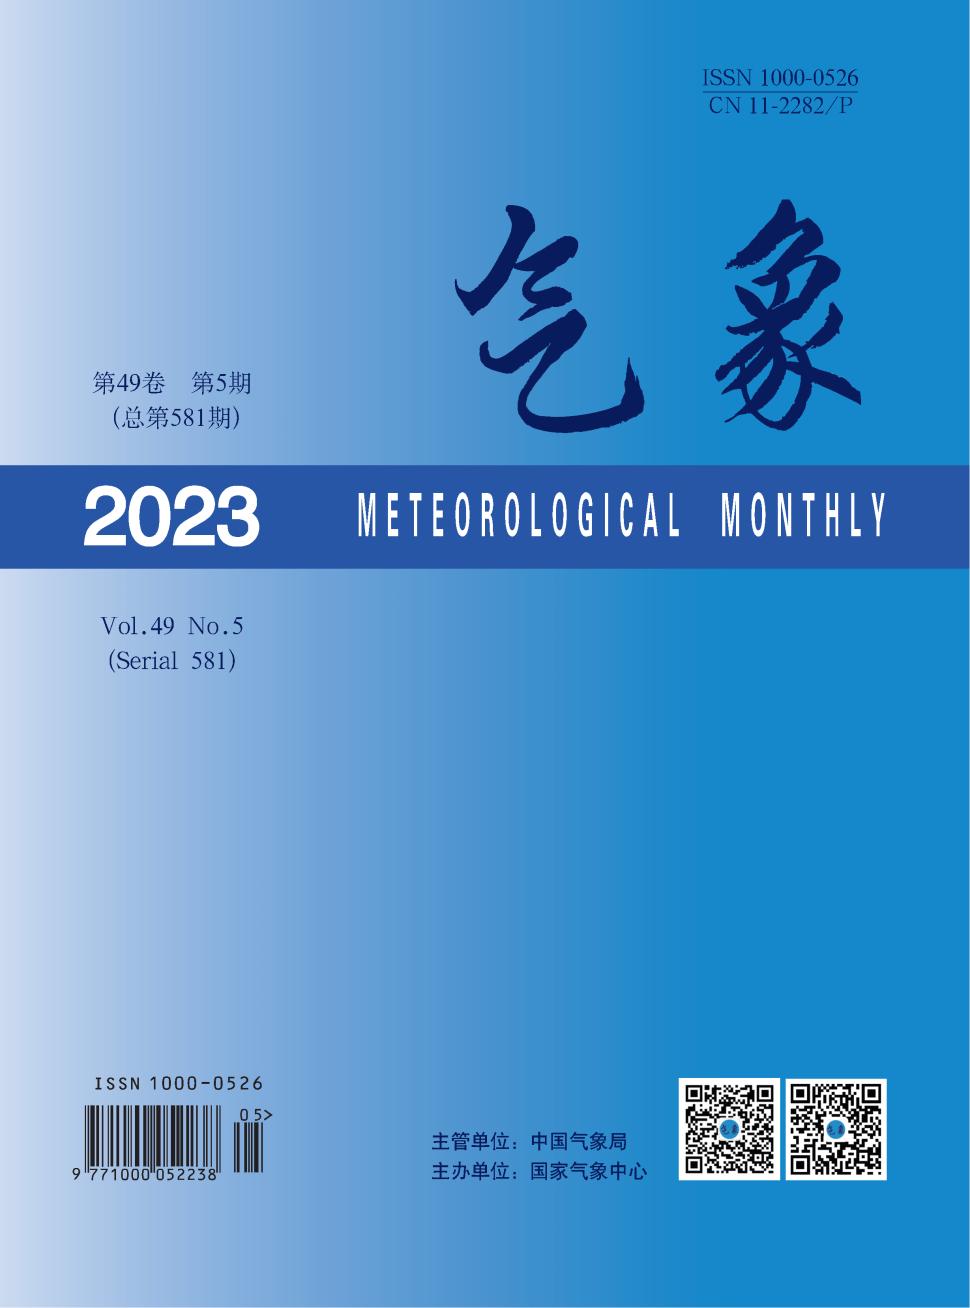 ISSN 1000-0526
CN 11-2282/P
气象
第49卷 第5期
(总第581期)
2023 METEOROLOGICAL MONTHLY
Vol.49 No.5
(Serial 581)
ISSN 1000-0526
05>
9 771000 052238
主管单位：中国气象局
主办单位：国家气象中心